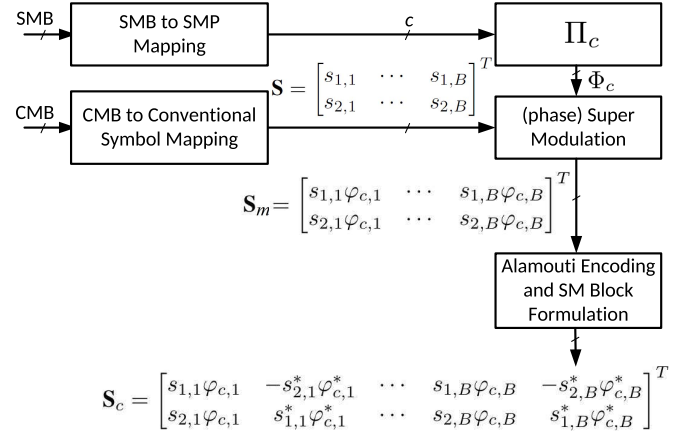 SMB
SMB to SMP
Mapping
c
Π_c
Φ_c
S = [s_{1,1} ⋯ s_{1,B}
s_{2,1} ⋯ s_{2,B}]^T
CMB
CMB to Conventional
Symbol Mapping
(phase) Super
Modulation
S_m= [s_{1,1}φ_{c,1} ⋯ s_{1,B}φ_{c,B}
s_{2,1}φ_{c,1} ⋯ s_{2,B}φ_{c,B}]^T
Alamouti Encoding
and SM Block
Formulation
S_c = [s_{1,1}φ_{c,1} −s^*_{2,1}φ^*_{c,1} ⋯ s_{1,B}φ_{c,B} −s^*_{2,B}φ^*_{c,B}
s_{2,1}φ_{c,1} s^*_{1,1}φ^*_{c,1} ⋯ s_{2,B}φ_{c,B} s^*_{1,B}φ^*_{c,B}]^T